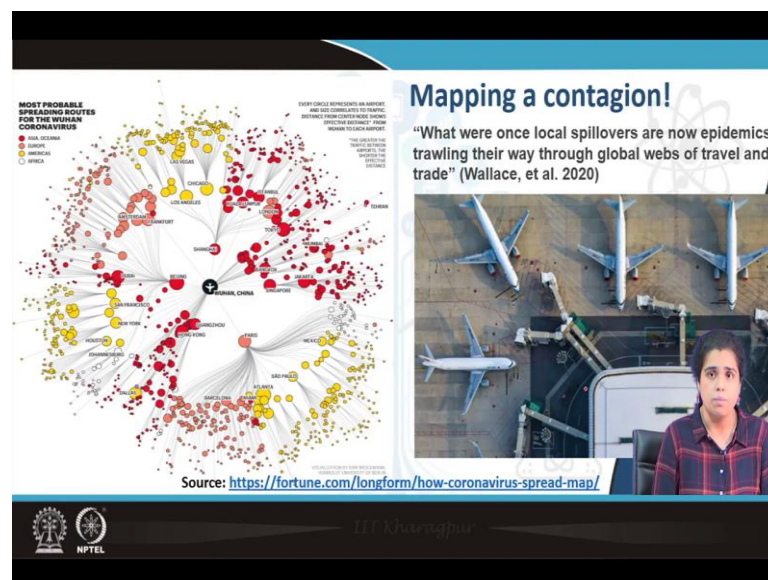 Mapping a contagion!
MOST PROBABLE
SPREADING ROUTES
FOR THE WUHAN
CORONAVIRUS
ASIA, OCEANIA
EUROPE
AMERICAS
AFRICA
EVERY CIRCLE REPRESENTS AN AIRPORT,
AND SIZE CORRELATES TO TRAFFIC.
DISTANCE FROM CENTER NODE SHOWS
EFFECTIVE DISTANCE* FROM
WUHAN TO EACH AIRPORT.
*THE GREATER THE
TRAFFIC BETWEEN
AIRPORTS, THE
SHORTER THE
EFFECTIVE
DISTANCE.
LAS VEGAS
CHICAGO
LOS ANGELES
ISTANBUL
LONDON
TEHRAN
AMSTERDAM
FRANKFURT
TOKYO
SHANGHAI
MUMBAI
BANGKOK
JAKARTA
SINGAPORE
BEIJING
WUHAN, CHINA
SAN FRANCISCO
NEW YORK
GUANGZHOU
HONG KONG
PARIS
HOUSTON
MEXICO
JOHANNESBURG
SÃO PAULO
DALLAS
ATLANTA
BARCELONA
“What were once local spillovers are now epidemics
trawling their way through global webs of travel and
trade” (Wallace, et al. 2020)
Source: https://fortune.com/longform/how-coronavirus-spread-map/
IIT Kharagpur
NPTEL